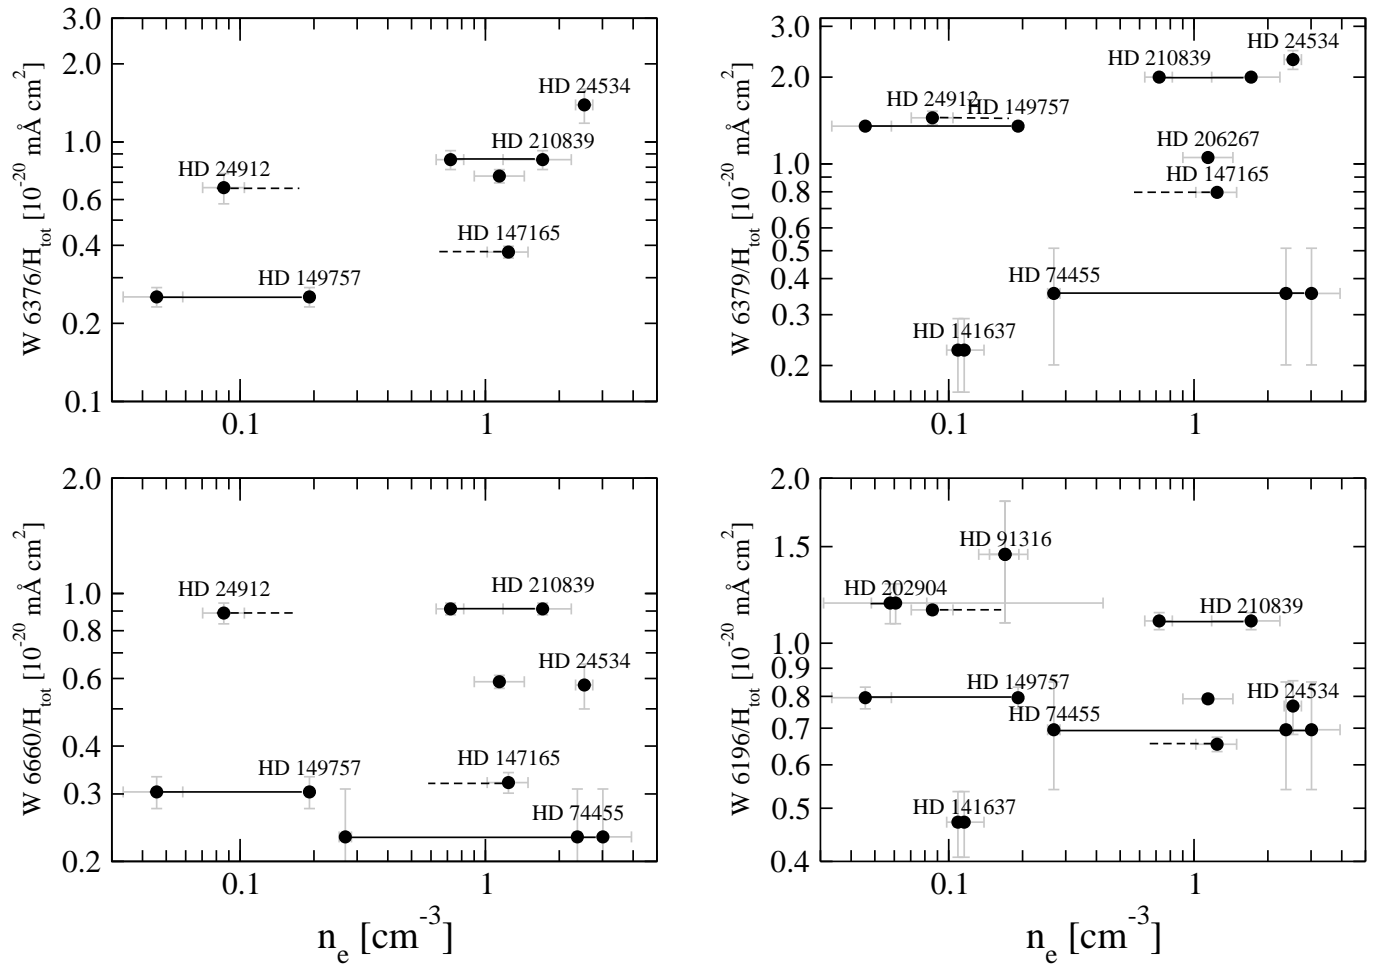 3.0
2.0
1.0
0.8
0.6
0.4
0.2
0.1
W 6376/H_tot [10^-20 mÅ cm^2]
HD 24534
HD 210839
HD 24912
HD 147165
HD 149757
0.1 1
3.0
2.0
1.0
0.8
0.6
0.5
0.4
0.3
0.2
W 6379/H_tot [10^-20 mÅ cm^2]
HD 24534
HD 210839
HD 24912
HD 149757
HD 206267
HD 147165
HD 74455
HD 141637
0.1 1
2.0
1.0
0.8
0.6
0.4
0.3
0.2
W 6660/H_tot [10^-20 mÅ cm^2]
HD 24912
HD 210839
HD 24534
HD 147165
HD 149757
HD 74455
0.1 1
n_e [cm^-3]
2.0
1.5
1.0
0.9
0.8
0.7
0.6
0.5
0.4
W 6196/H_tot [10^-20 mÅ cm^2]
HD 91316
HD 202904
HD 210839
HD 149757
HD 24534
HD 74455
HD 141637
0.1 1
n_e [cm^-3]